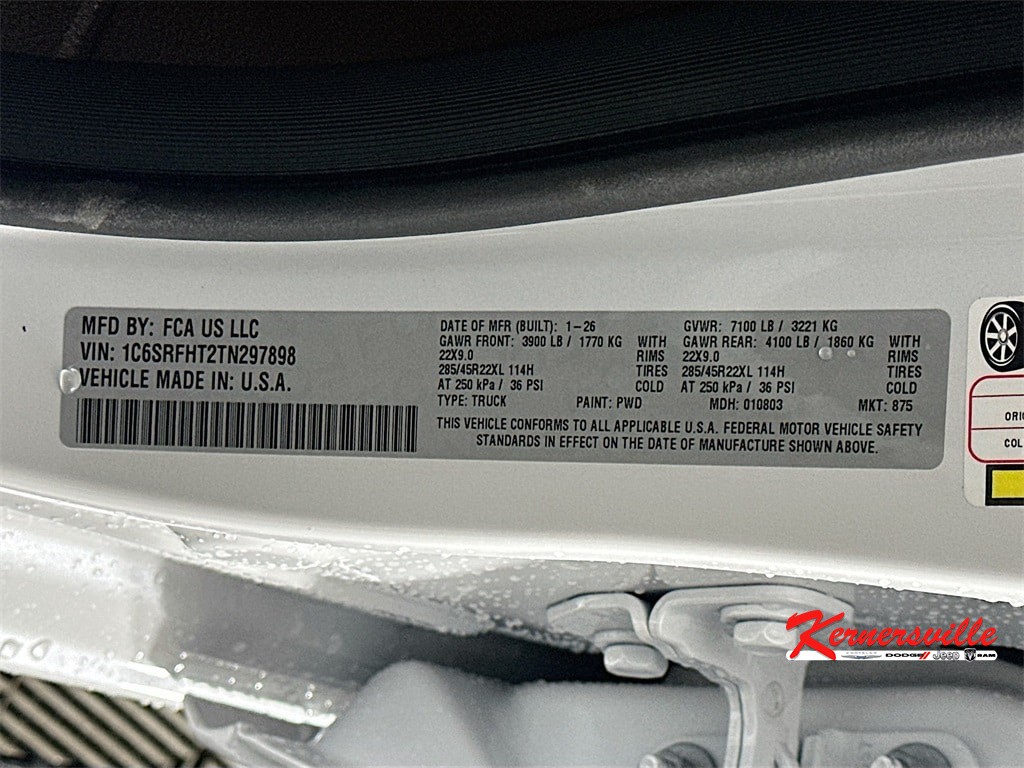 MFD BY: FCA US LLC
VIN: 1C6SRFHT2TN297898
VEHICLE MADE IN: U.S.A.
DATE OF MFR (BUILT): 1-26
GAWR FRONT: 3900 LB / 1770 KG WITH
22X9.0 RIMS
285/45R22XL 114H TIRES
AT 250 kPa / 36 PSI COLD
GVWR: 7100 LB / 3221 KG
GAWR REAR: 4100 LB / 1860 KG WITH
22X9.0 RIMS
285/45R22XL 114H TIRES
AT 250 kPa / 36 PSI COLD
TYPE: TRUCK PAINT: PWD MDH: 010803 MKT: 875
THIS VEHICLE CONFORMS TO ALL APPLICABLE U.S.A. FEDERAL MOTOR VEHICLE SAFETY
STANDARDS IN EFFECT ON THE DATE OF MANUFACTURE SHOWN ABOVE.
ORIG
COL
Kernersville
CHRYSLER DODGE Jeep RAM